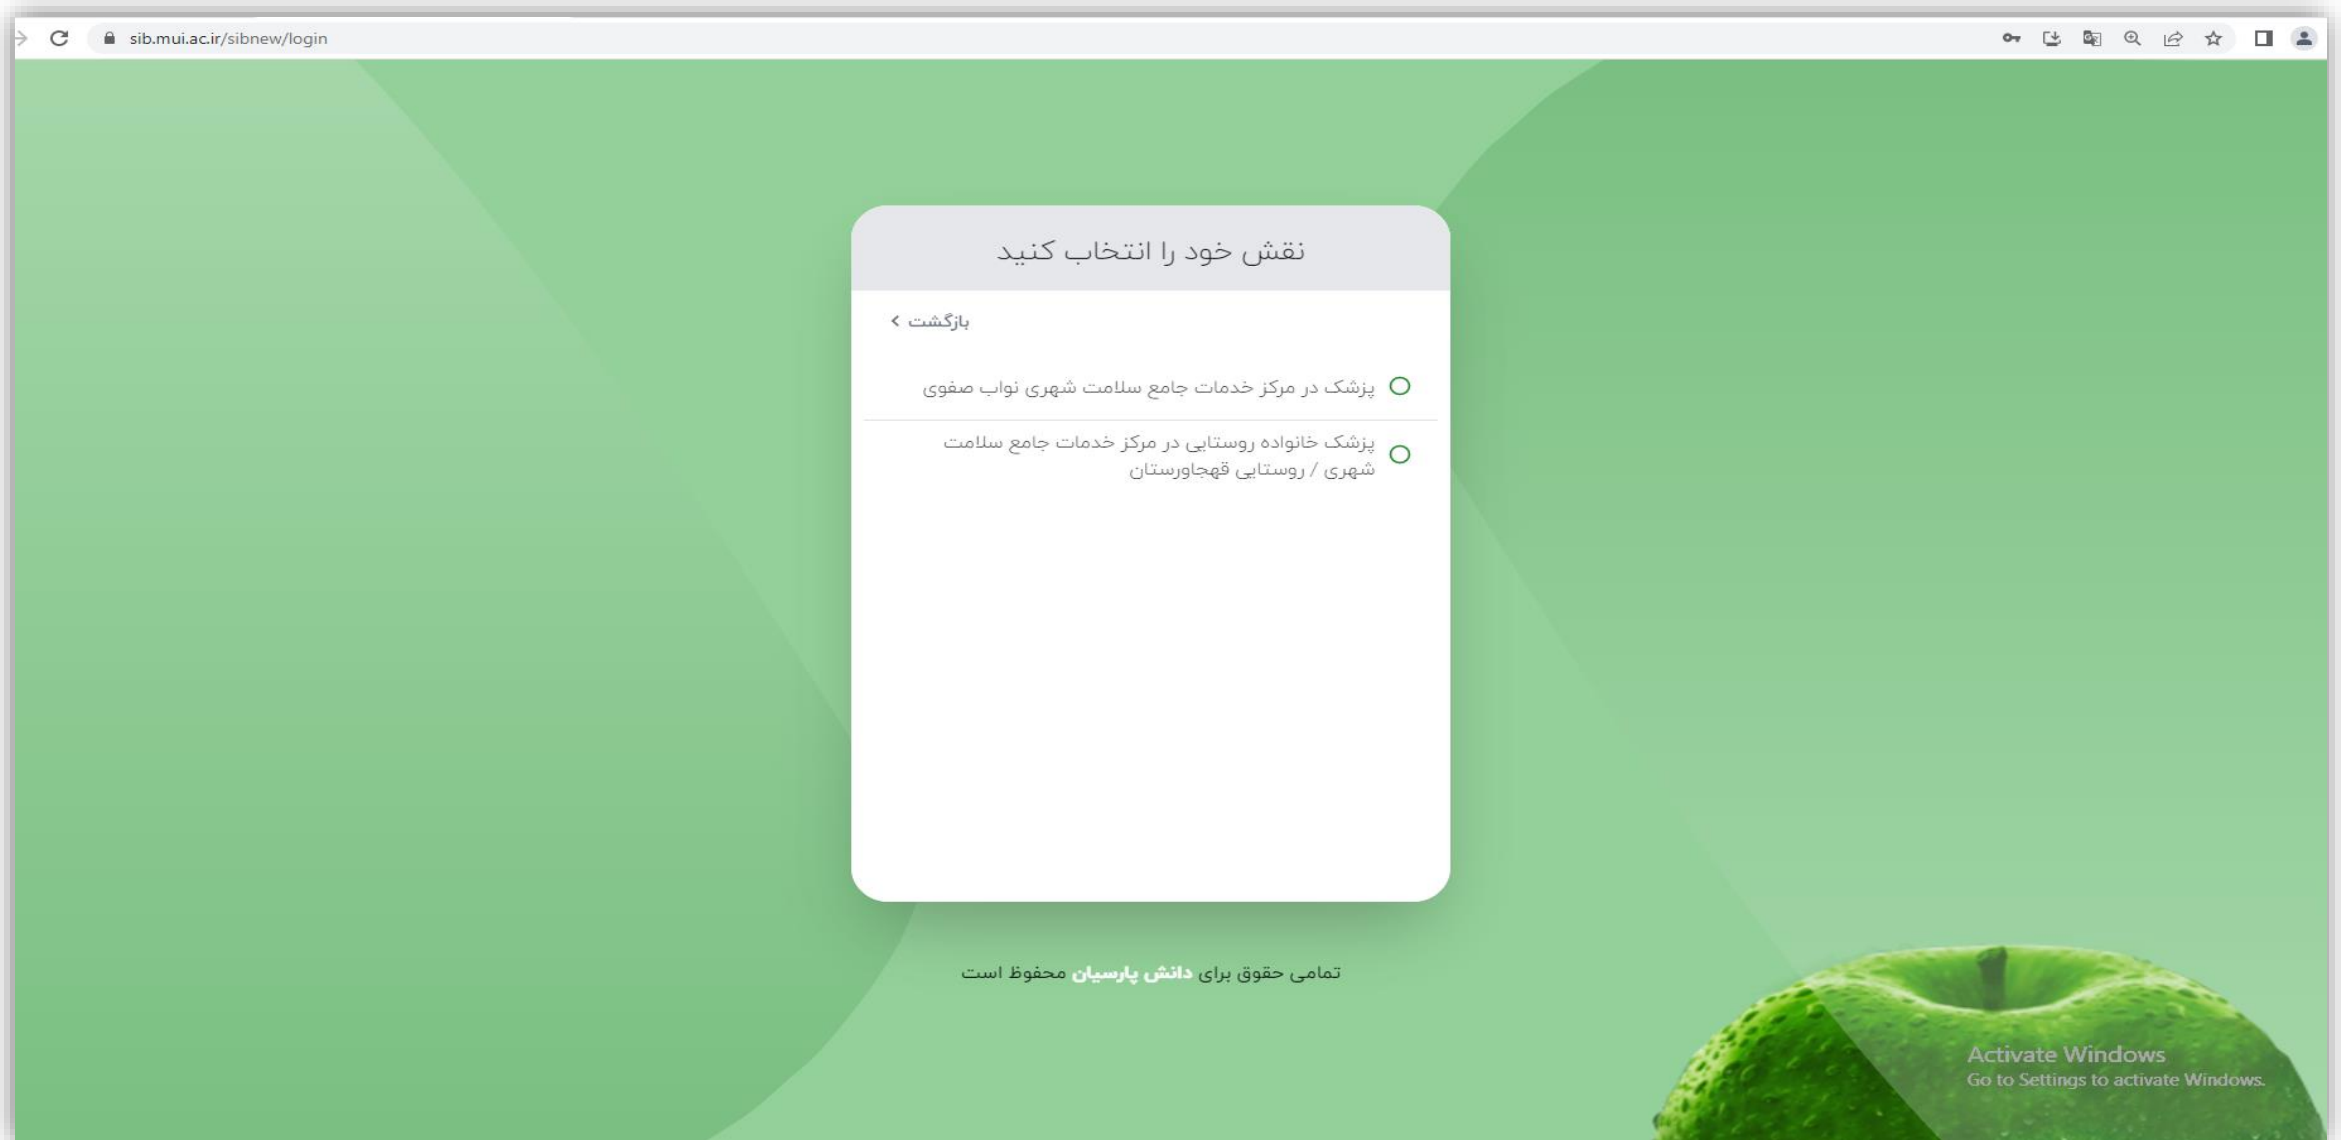 sib.mui.ac.ir/sibnew/login
نقش خود را انتخاب کنید
بازگشت
پزشک در مرکز خدمات جامع سلامت شهری نواب صفوی
پزشک خانواده روستایی در مرکز خدمات جامع سلامت
شهری / روستایی قهجاورستان
تمامی حقوق برای دانش پارسیان محفوظ است
Activate Windows
Go to Settings to activate Windows.